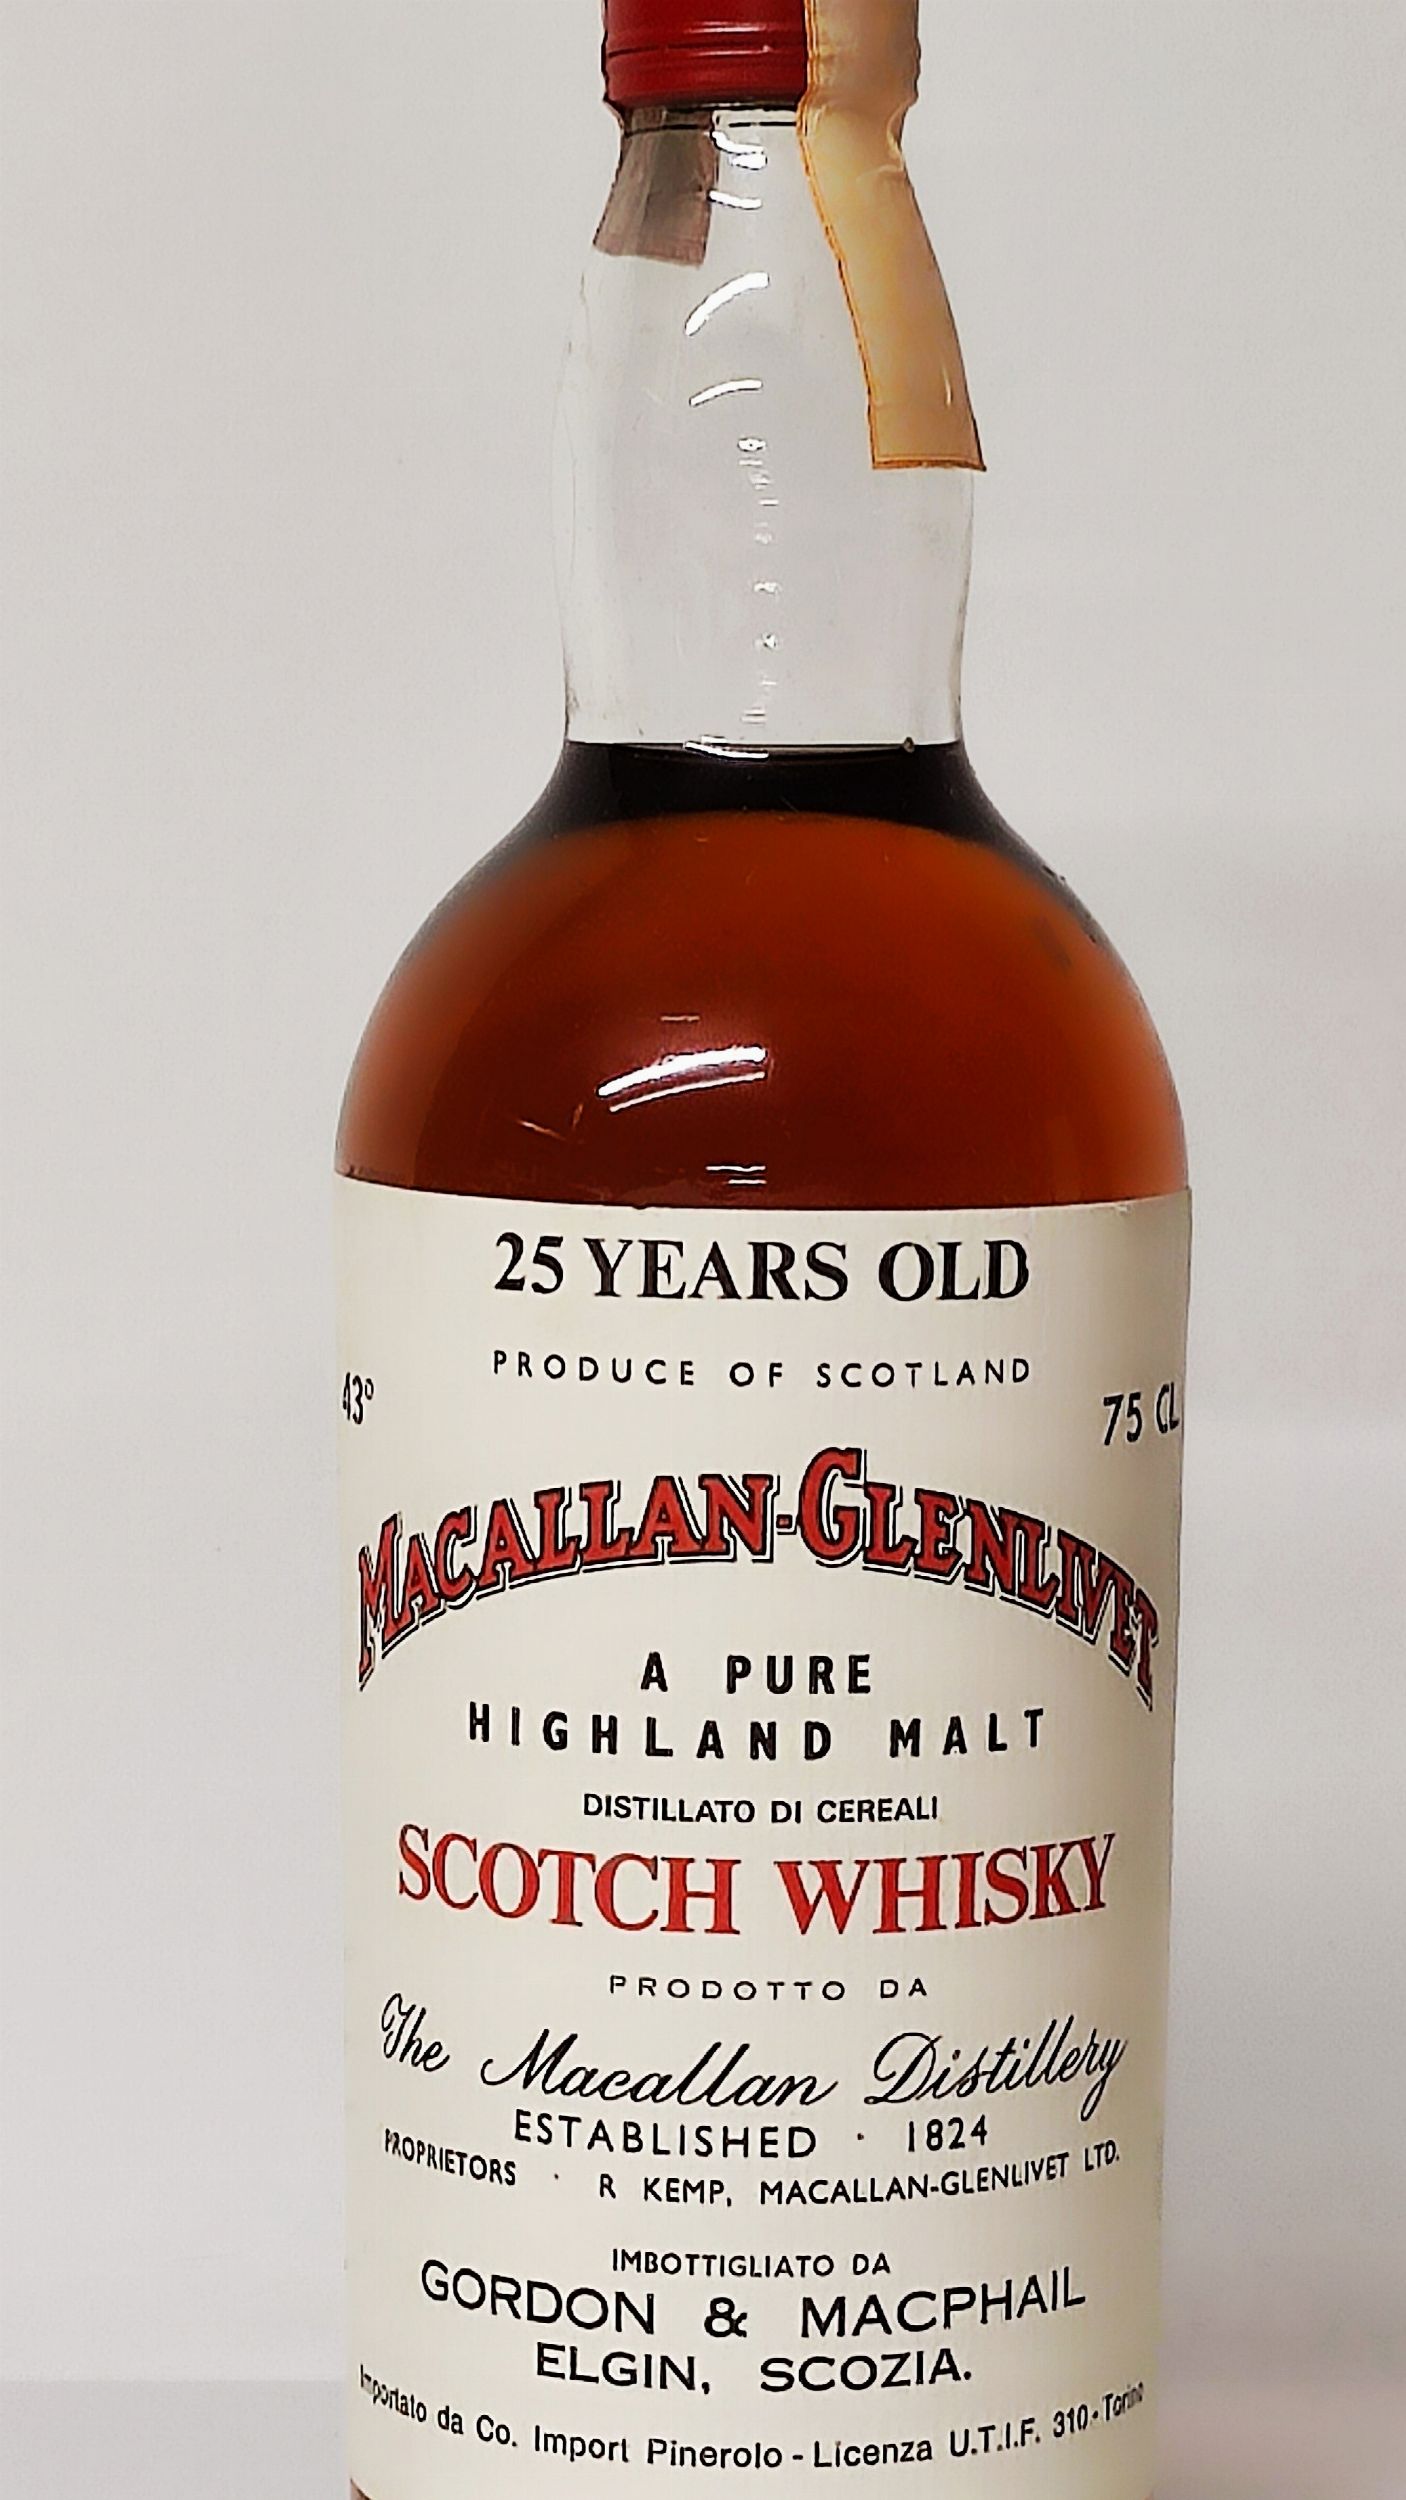 25 YEARS OLD
PRODUCE OF SCOTLAND
43º
75 CL
MACALLAN-GLENLIVET
A PURE
HIGHLAND MALT
DISTILLATO DI CEREALI
SCOTCH WHISKY
PRODOTTO DA
The Macallan Distillery
ESTABLISHED · 1824
PROPRIETORS · R KEMP, MACALLAN-GLENLIVET LTD.
IMBOTTIGLIATO DA
GORDON & MACPHAIL
ELGIN, SCOZIA.
Importato da Co. Import Pinerolo - Licenza U.T.I.F. 310 - Torino